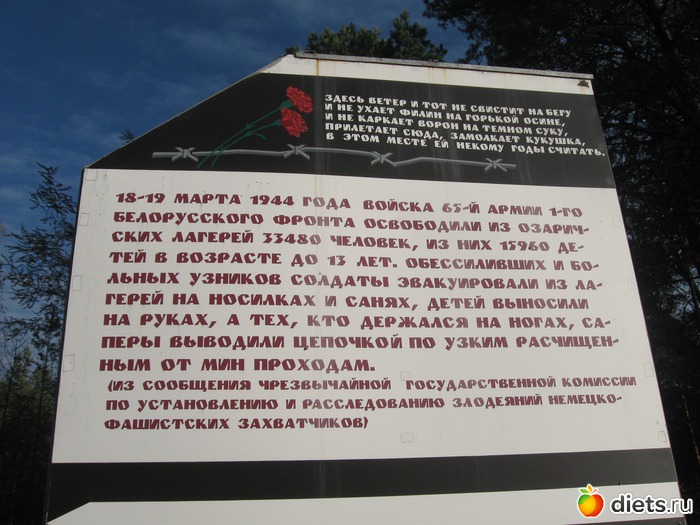 ЗДЕСЬ ВЕТЕР И ТОТ НЕ СВИСТИТ НА БЕГУ
И НЕ УХАЕТ ФИЛИН НА ГОРЬКОЙ ОСИНЕ,
И НЕ КАРКАЕТ ВОРОН НА ТЕМНОМ СУКУ,
ПРИЛЕТАЕТ СЮДА, ЗАМОЛКАЕТ КУКУШКА,
В ЭТОМ МЕСТЕ ЕЙ НЕКОМУ ГОДЫ СЧИТАТЬ.
18-19 МАРТА 1944 ГОДА ВОЙСКА 65-Й АРМИИ 1-ГО
БЕЛОРУССКОГО ФРОНТА ОСВОБОДИЛИ ИЗ ОЗАРИЧ-
СКИХ ЛАГЕРЕЙ 33480 ЧЕЛОВЕК, ИЗ НИХ 15960 ДЕ-
ТЕЙ В ВОЗРАСТЕ ДО 13 ЛЕТ. ОБЕССИЛИВШИХ И БО-
ЛЬНЫХ УЗНИКОВ СОЛДАТЫ ЭВАКУИРОВАЛИ ИЗ ЛА-
ГЕРЕЙ НА НОСИЛКАХ И САНЯХ, ДЕТЕЙ ВЫНОСИЛИ
НА РУКАХ, А ТЕХ, КТО ДЕРЖАЛСЯ НА НОГАХ, СА-
ПЕРЫ ВЫВОДИЛИ ЦЕПОЧКОЙ ПО УЗКИМ РАСЧИЩЕН-
НЫМ ОТ МИН ПРОХОДАМ.
(ИЗ СООБЩЕНИЯ ЧРЕЗВЫЧАЙНОЙ ГОСУДАРСТВЕННОЙ КОМИССИИ
ПО УСТАНОВЛЕНИЮ И РАССЛЕДОВАНИЮ ЗЛОДЕЯНИЙ НЕМЕЦКО-
ФАШИСТСКИХ ЗАХВАТЧИКОВ)
diets.ru